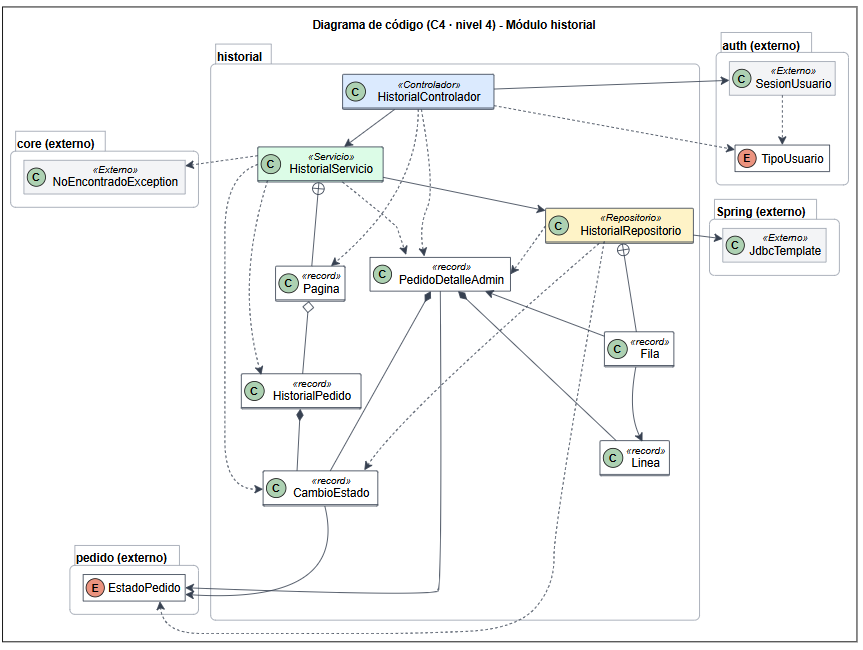 Diagrama de código (C4 · nivel 4) - Módulo historial
auth (externo)
historial
«Externo»
C SesionUsuario
«Controlador»
C HistorialControlador
core (externo)
«Externo»
C NoEncontradoException
«Servicio»
C HistorialServicio
E TipoUsuario
Spring (externo)
«Repositorio»
C HistorialRepositorio
«Externo»
C JdbcTemplate
«record»
C Pagina
«record»
C PedidoDetalleAdmin
«record»
C Fila
«record»
C HistorialPedido
«record»
C Linea
«record»
C CambioEstado
pedido (externo)
E EstadoPedido